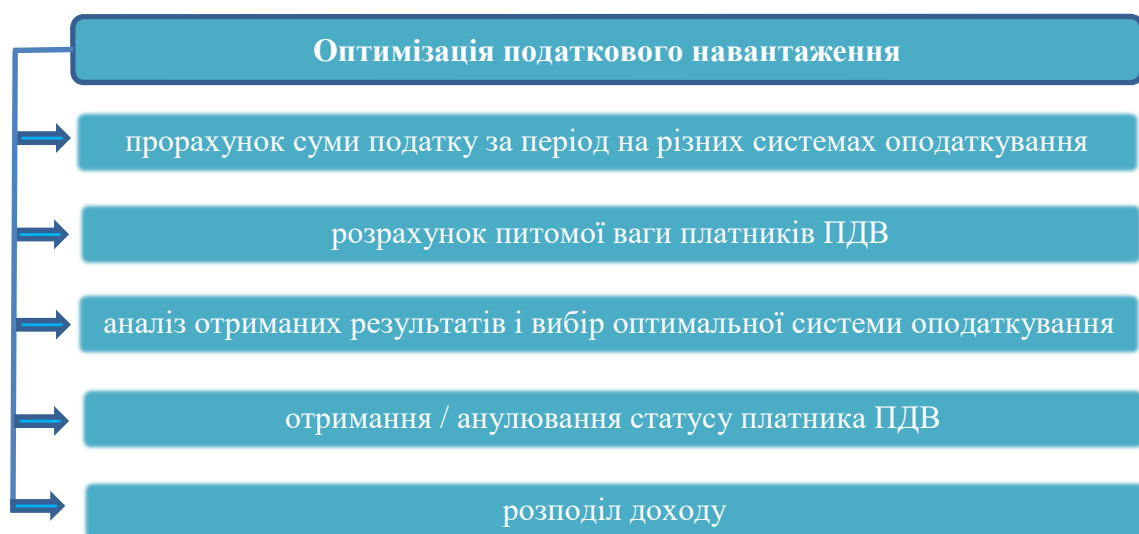 Оптимізація податкового навантаження
прорахунок суми податку за період на різних системах оподаткування
розрахунок питомої ваги платників ПДВ
аналіз отриманих результатів і вибір оптимальної системи оподаткування
отримання / анулювання статусу платника ПДВ
розподіл доходу